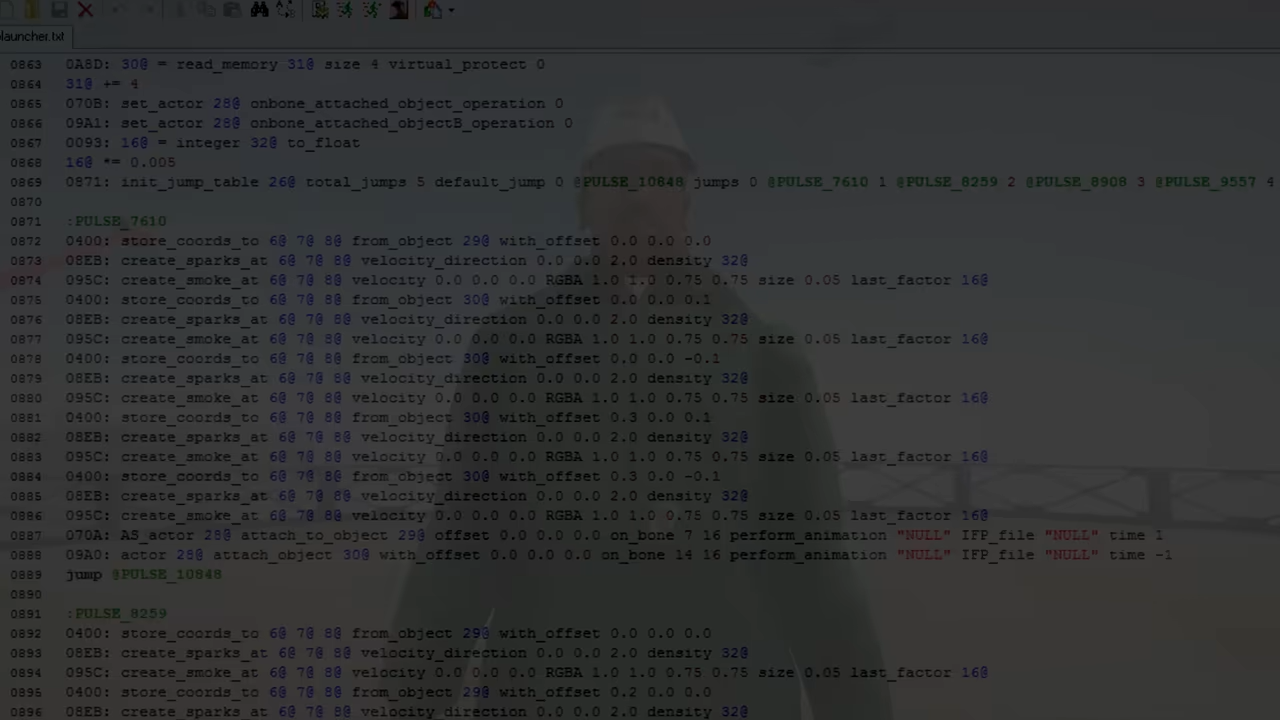 launcher.txt
0863 0A8D: 30@ = read_memory 31@ size 4 virtual_protect 0
0864 31@ += 4
0865 070B: set_actor 28@ onbone_attached_object_operation 0
0866 09A1: set_actor 28@ onbone_attached_objectB_operation 0
0867 0093: 16@ = integer 32@ to_float
0868 16@ *= 0.005
0869 0871: init_jump_table 26@ total_jumps 5 default_jump 0 @PULSE_10848 jumps 0 @PULSE_7610 1 @PULSE_8259 2 @PULSE_8908 3 @PULSE_9557 4
0870
0871 :PULSE_7610
0872 0400: store_coords_to 6@ 7@ 8@ from_object 29@ with_offset 0.0 0.0 0.0
0873 08EB: create_sparks_at 6@ 7@ 8@ velocity_direction 0.0 0.0 2.0 density 32@
0874 095C: create_smoke_at 6@ 7@ 8@ velocity 0.0 0.0 0.0 RGBA 1.0 1.0 0.75 0.75 size 0.05 last_factor 16@
0875 0400: store_coords_to 6@ 7@ 8@ from_object 30@ with_offset 0.0 0.0 0.1
0876 08EB: create_sparks_at 6@ 7@ 8@ velocity_direction 0.0 0.0 2.0 density 32@
0877 095C: create_smoke_at 6@ 7@ 8@ velocity 0.0 0.0 0.0 RGBA 1.0 1.0 0.75 0.75 size 0.05 last_factor 16@
0878 0400: store_coords_to 6@ 7@ 8@ from_object 30@ with_offset 0.0 0.0 -0.1
0879 08EB: create_sparks_at 6@ 7@ 8@ velocity_direction 0.0 0.0 2.0 density 32@
0880 095C: create_smoke_at 6@ 7@ 8@ velocity 0.0 0.0 0.0 RGBA 1.0 1.0 0.75 0.75 size 0.05 last_factor 16@
0881 0400: store_coords_to 6@ 7@ 8@ from_object 30@ with_offset 0.3 0.0 0.1
0882 08EB: create_sparks_at 6@ 7@ 8@ velocity_direction 0.0 0.0 2.0 density 32@
0883 095C: create_smoke_at 6@ 7@ 8@ velocity 0.0 0.0 0.0 RGBA 1.0 1.0 0.75 0.75 size 0.05 last_factor 16@
0884 0400: store_coords_to 6@ 7@ 8@ from_object 30@ with_offset 0.3 0.0 -0.1
0885 08EB: create_sparks_at 6@ 7@ 8@ velocity_direction 0.0 0.0 2.0 density 32@
0886 095C: create_smoke_at 6@ 7@ 8@ velocity 0.0 0.0 0.0 RGBA 1.0 1.0 0.75 0.75 size 0.05 last_factor 16@
0887 070A: AS_actor 28@ attach_to_object 29@ offset 0.0 0.0 0.0 on_bone 7 16 perform_animation "NULL" IFP_file "NULL" time 1
0888 09A0: actor 28@ attach_object 30@ with_offset 0.0 0.0 0.0 on_bone 14 16 perform_animation "NULL" IFP_file "NULL" time -1
0889 jump @PULSE_10848
0890
0891 :PULSE_8259
0892 0400: store_coords_to 6@ 7@ 8@ from_object 29@ with_offset 0.0 0.0 0.0
0893 08EB: create_sparks_at 6@ 7@ 8@ velocity_direction 0.0 0.0 2.0 density 32@
0894 095C: create_smoke_at 6@ 7@ 8@ velocity 0.0 0.0 0.0 RGBA 1.0 1.0 0.75 0.75 size 0.05 last_factor 16@
0895 0400: store_coords_to 6@ 7@ 8@ from_object 29@ with_offset 0.2 0.0 0.0
0896 08EB: create_sparks_at 6@ 7@ 8@ velocity_direction 0.0 0.0 2.0 density 32@